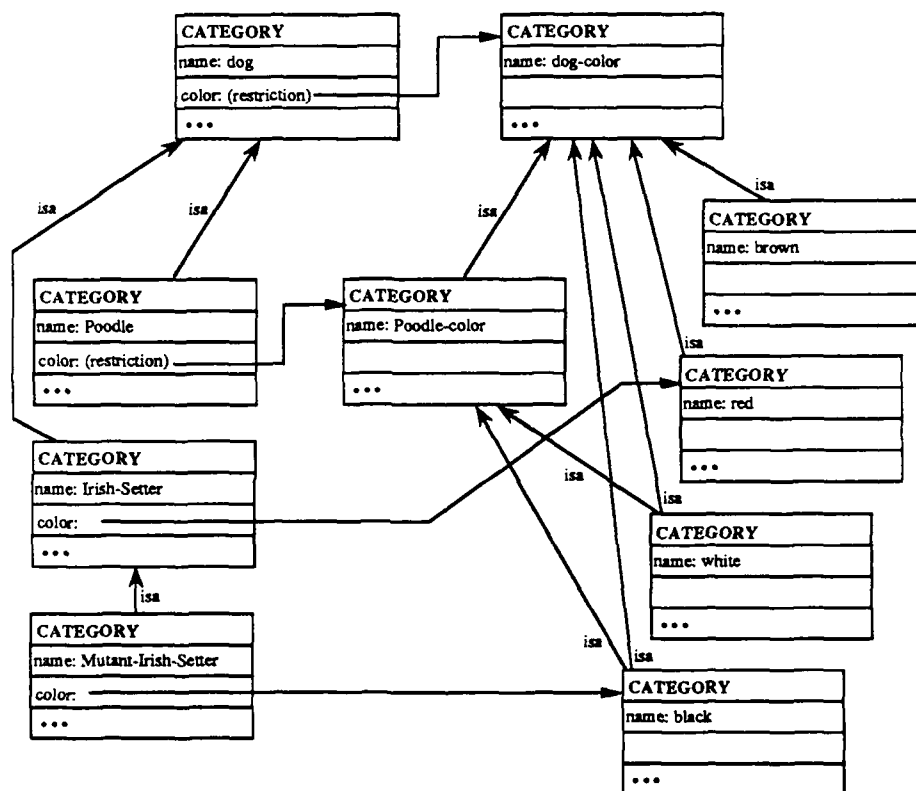 CATEGORY
name: dog
color: (restriction)
•••
CATEGORY
name: dog-color
•••
isa
isa
isa
isa
CATEGORY
name: brown
•••
CATEGORY
name: Poodle
color: (restriction)
•••
CATEGORY
name: Poodle-color
•••
isa
CATEGORY
name: red
•••
CATEGORY
name: Irish-Setter
color:
•••
isa
isa
CATEGORY
name: white
•••
isa
CATEGORY
name: Mutant-Irish-Setter
color:
•••
isa
isa
CATEGORY
name: black
•••